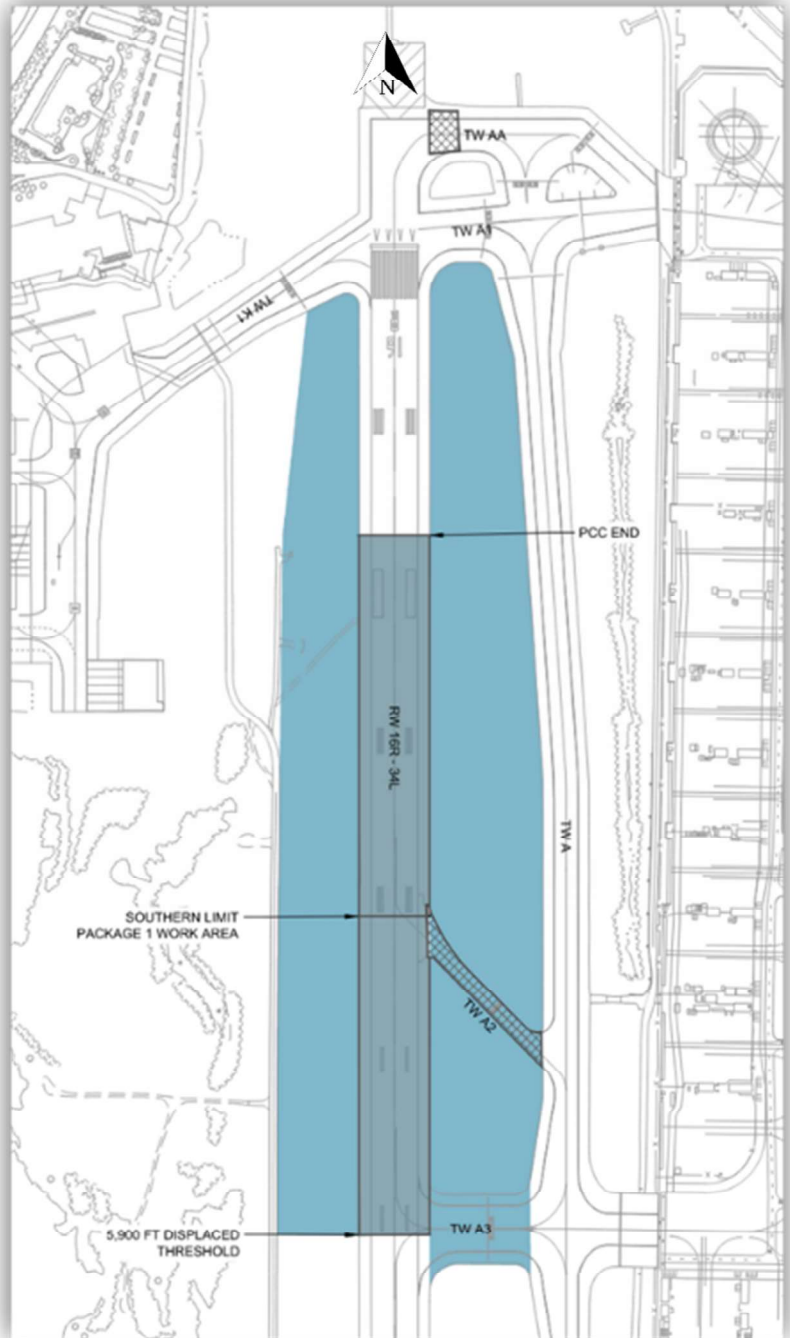 N
TW AA
TW A1
TW K1
PCC END
RW 16R - 34L
TW A
SOUTHERN LIMIT
PACKAGE 1 WORK AREA
TW A2
5,900 FT DISPLACED
THRESHOLD
TW A3